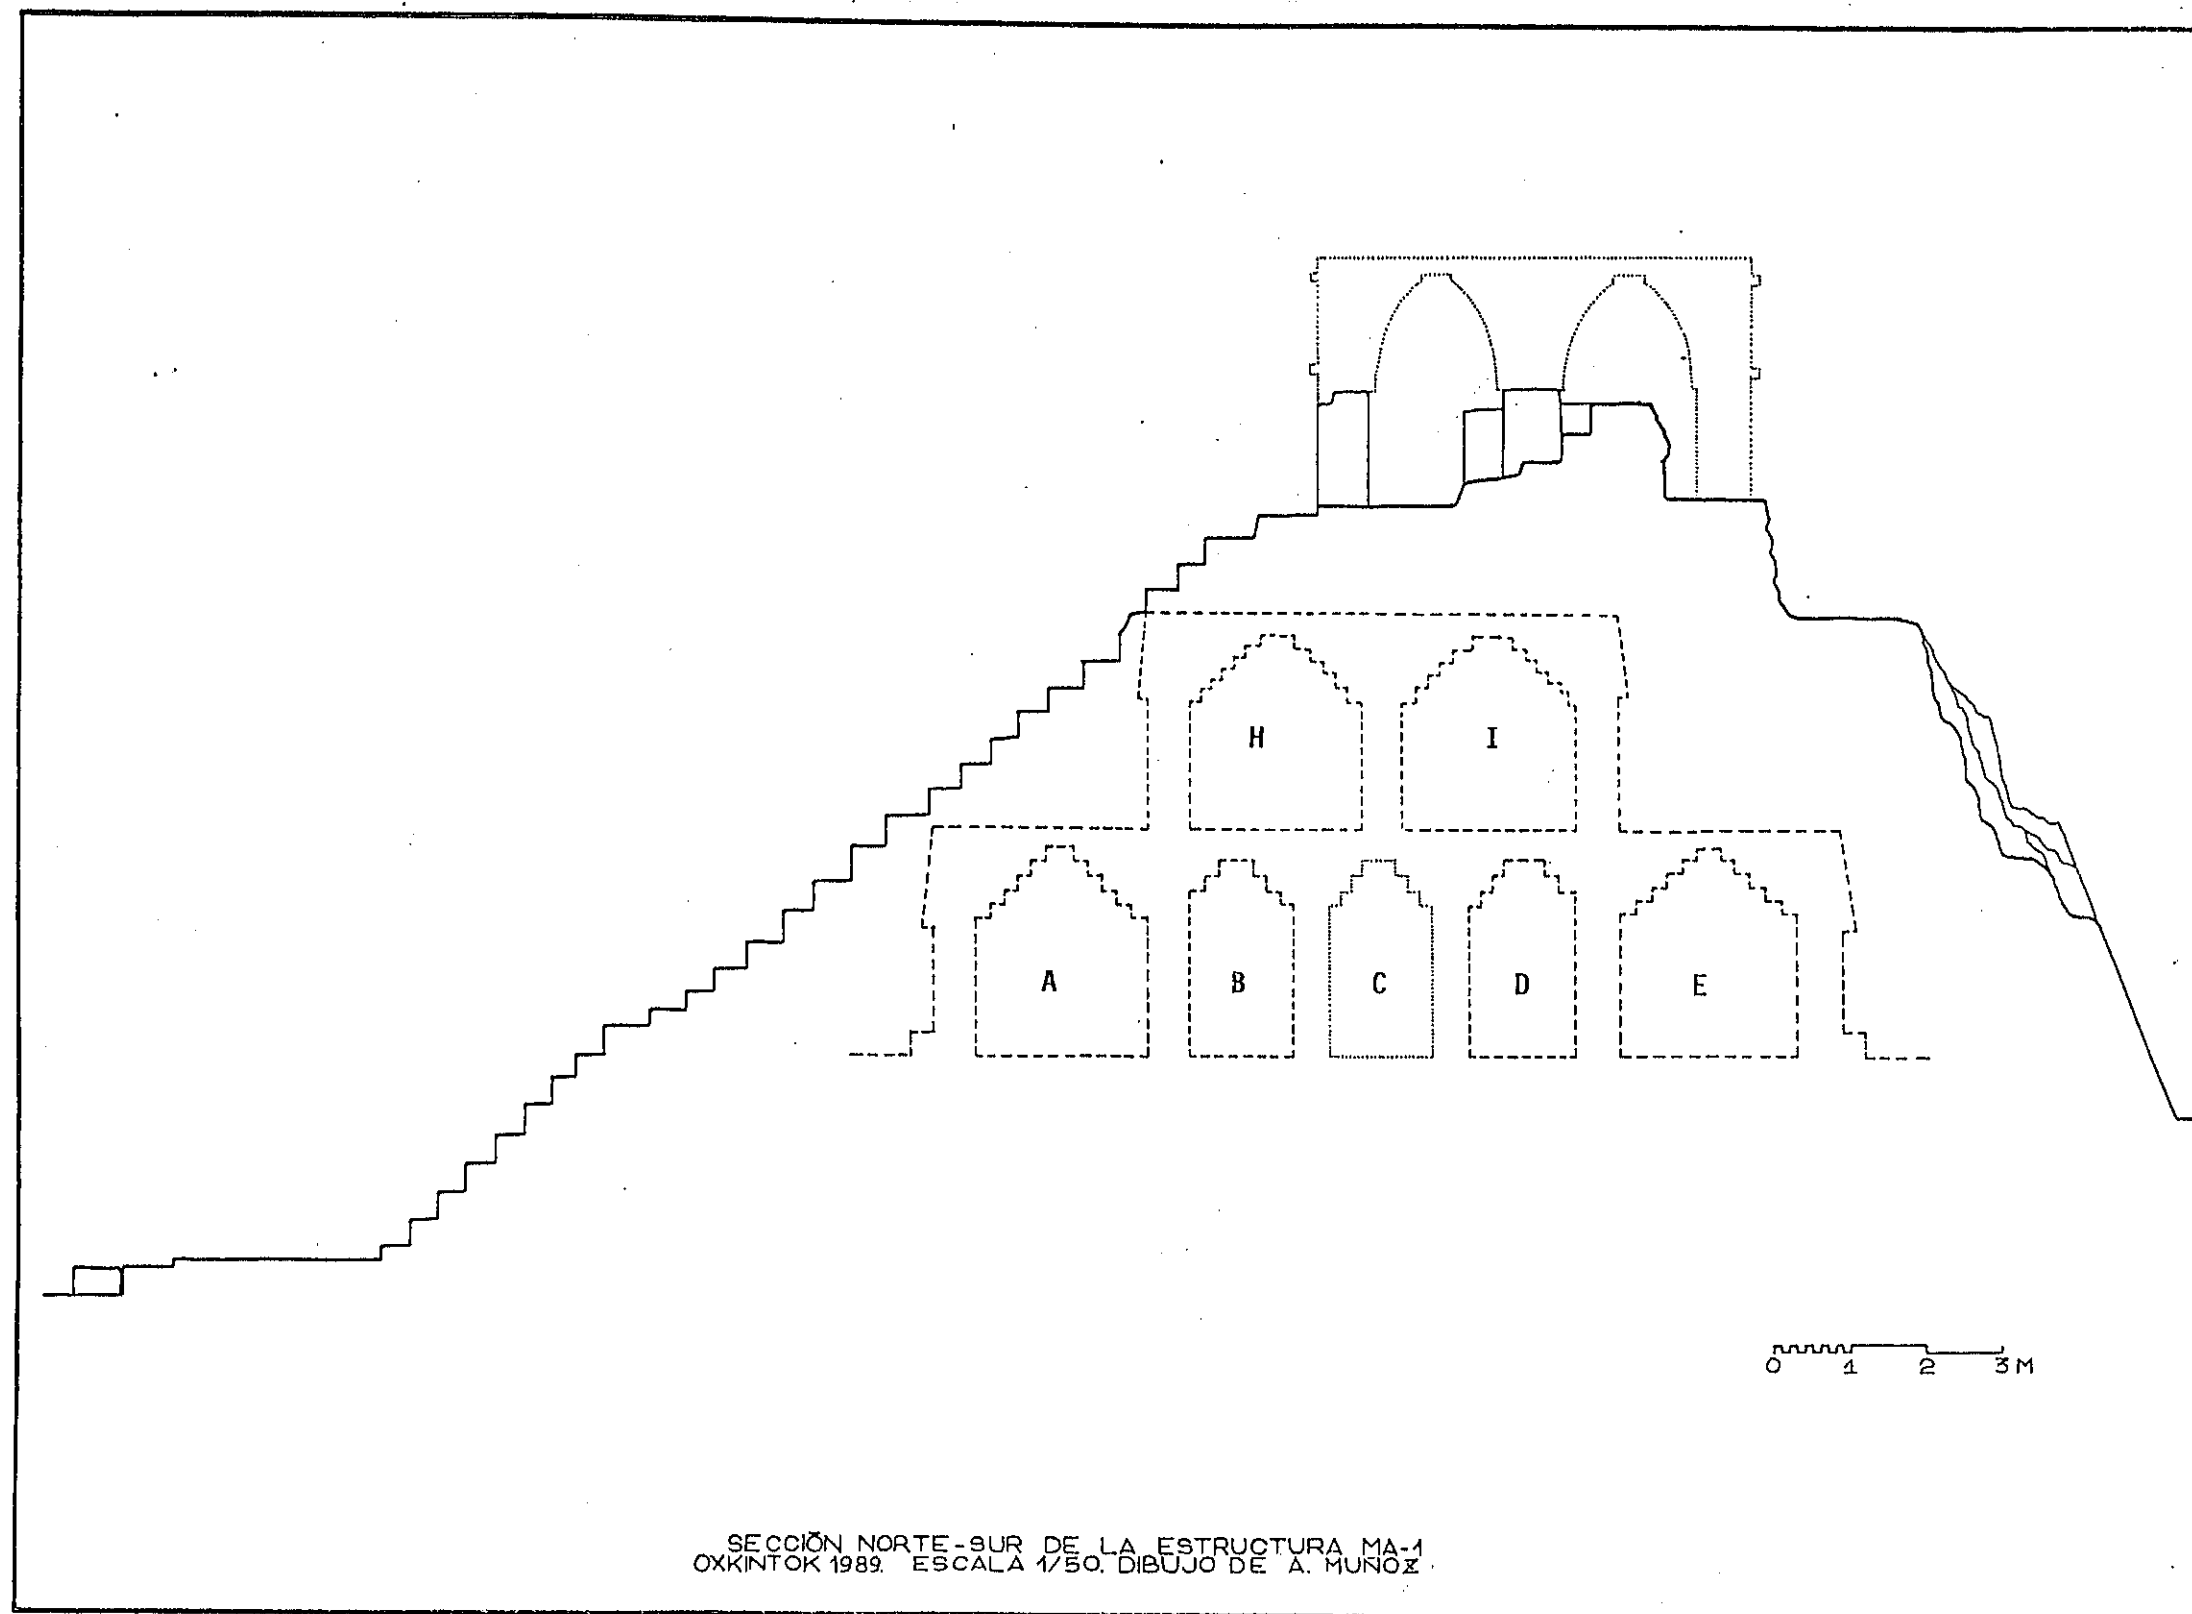 H
I
A
B
C
D
E
0 1 2 3 M
SECCIÓN NORTE-SUR DE LA ESTRUCTURA MA-1
OXKINTOK 1989. ESCALA 1/50. DIBUJO DE A. MUÑOZ